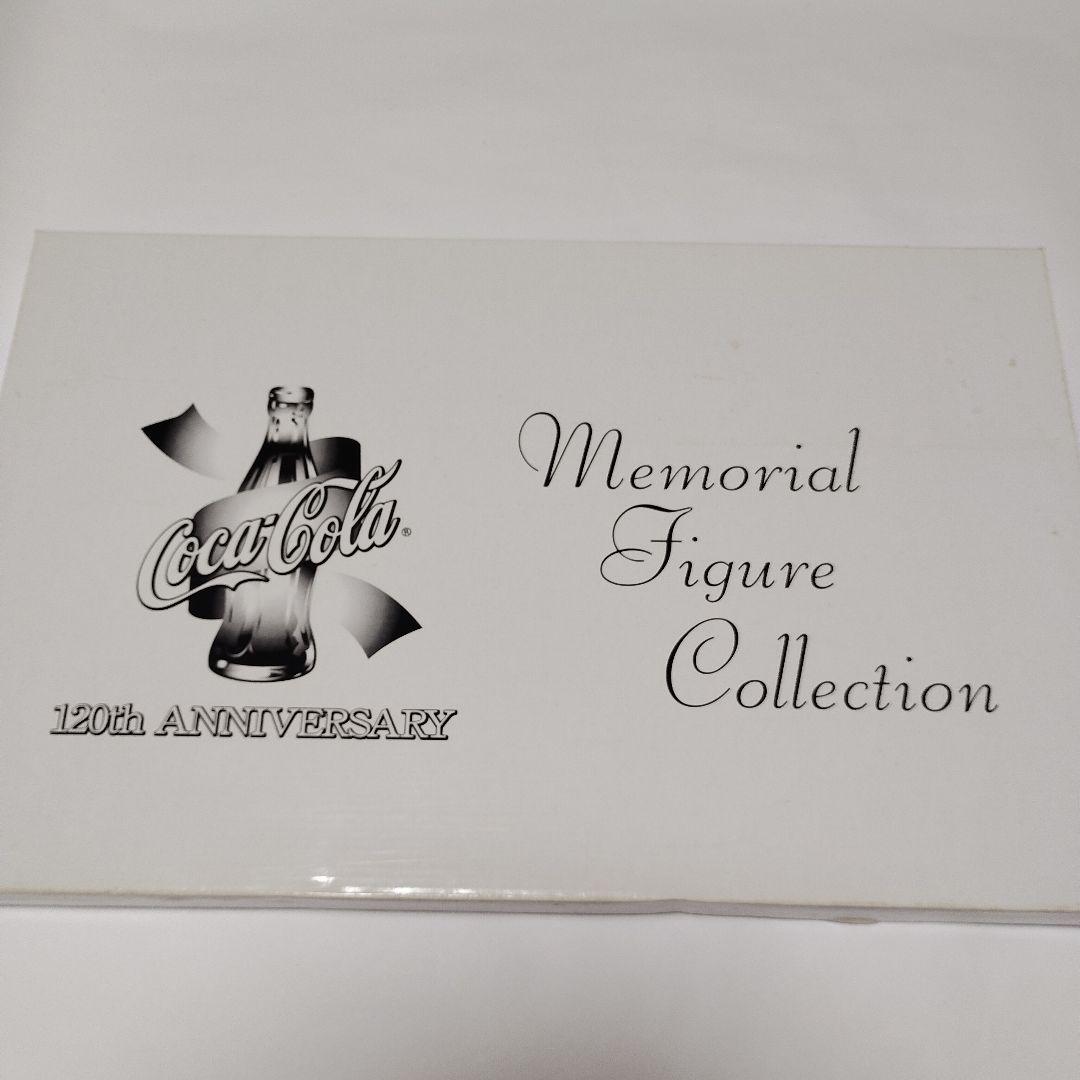 Coca-Cola®
120th ANNIVERSARY
Memorial
Figure
Collection